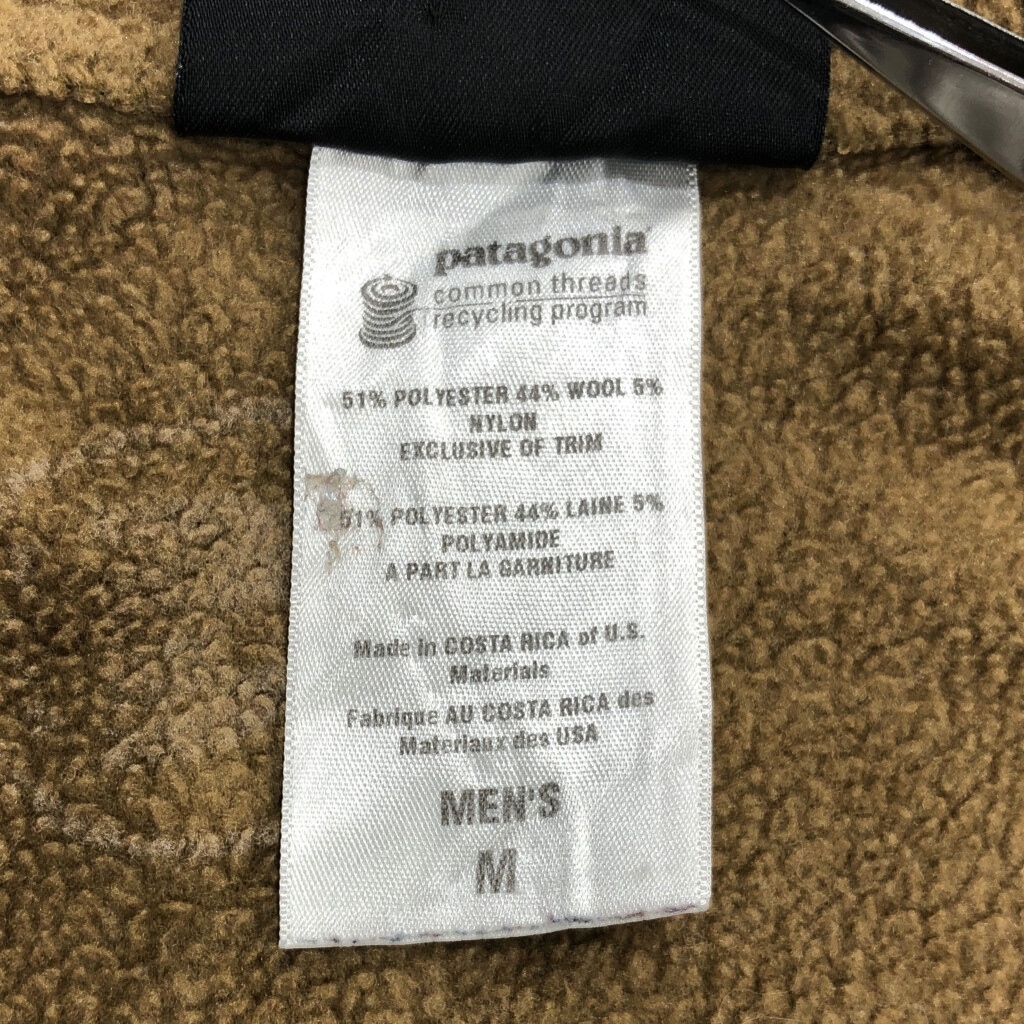 patagonia
common threads
recycling program
51% POLYESTER 44% WOOL 5%
NYLON
EXCLUSIVE OF TRIM
51% POLYESTER 44% LAINE 5%
POLYAMIDE
A PART LA GARNITURE
Made in COSTA RICA of U.S.
Materials
Fabrique AU COSTA RICA des
Materiaux des USA
MEN'S
M